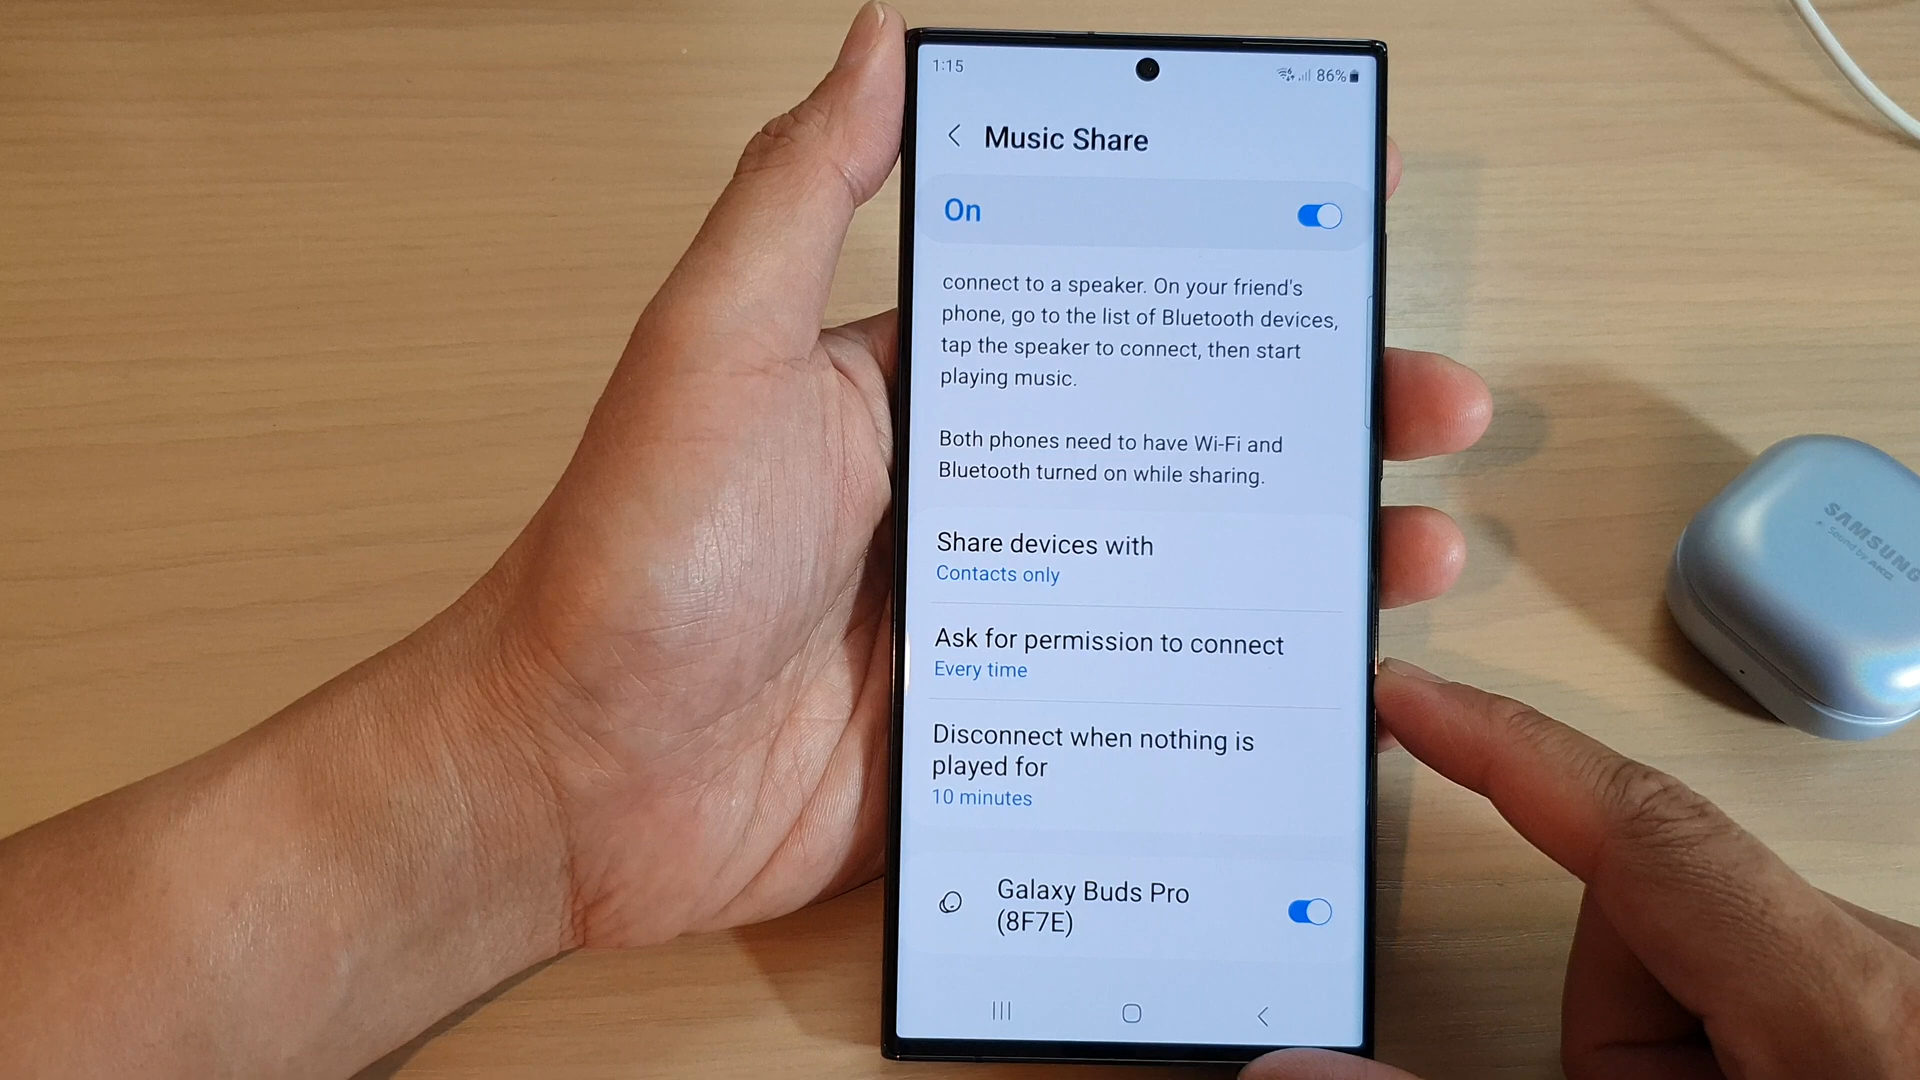 1:15
86%
Music Share
On
connect to a speaker. On your friend's
phone, go to the list of Bluetooth devices,
tap the speaker to connect, then start
playing music.
Both phones need to have Wi-Fi and
Bluetooth turned on while sharing.
Share devices with
Contacts only
Ask for permission to connect
Every time
Disconnect when nothing is
played for
10 minutes
Galaxy Buds Pro
(8F7E)
SAMSUNG
Sound by AKG